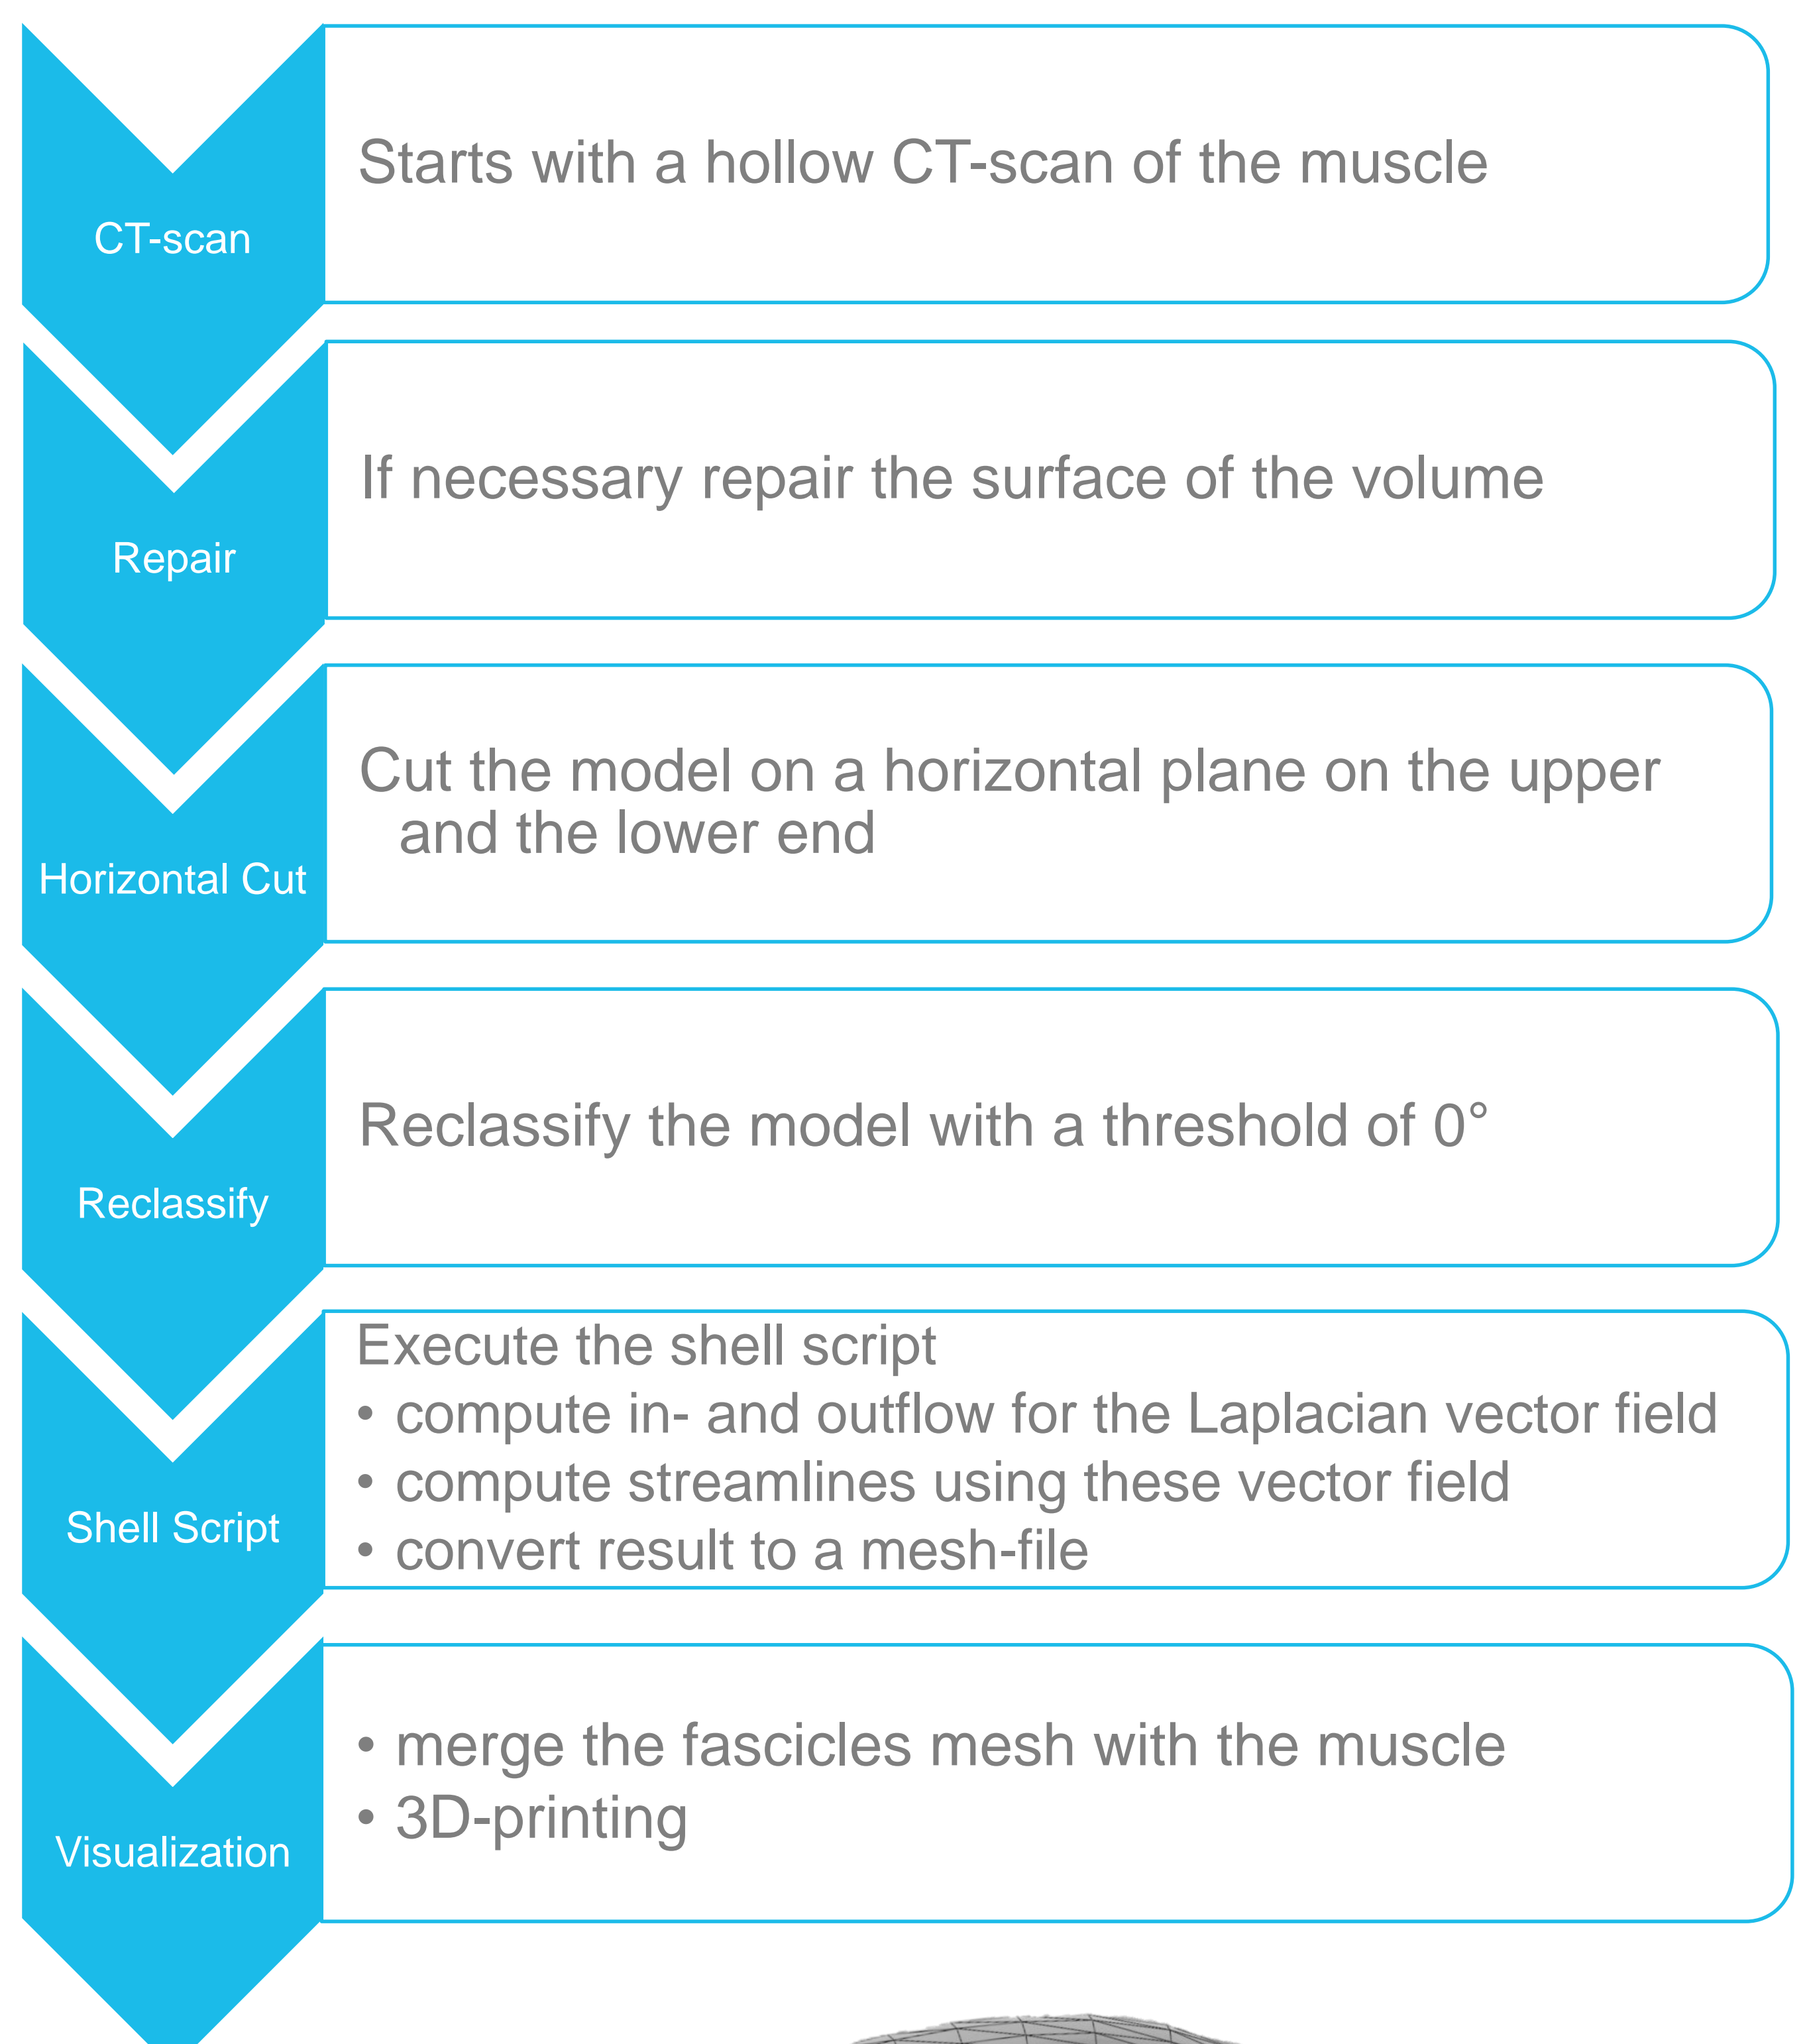 CT-scan
Starts with a hollow CT-scan of the muscle
Repair
If necessary repair the surface of the volume
Horizontal Cut
Cut the model on a horizontal plane on the upper
and the lower end
Reclassify
Reclassify the model with a threshold of 0°
Shell Script
Execute the shell script
• compute in- and outflow for the Laplacian vector field
• compute streamlines using these vector field
• convert result to a mesh-file
Visualization
• merge the fascicles mesh with the muscle
• 3D-printing